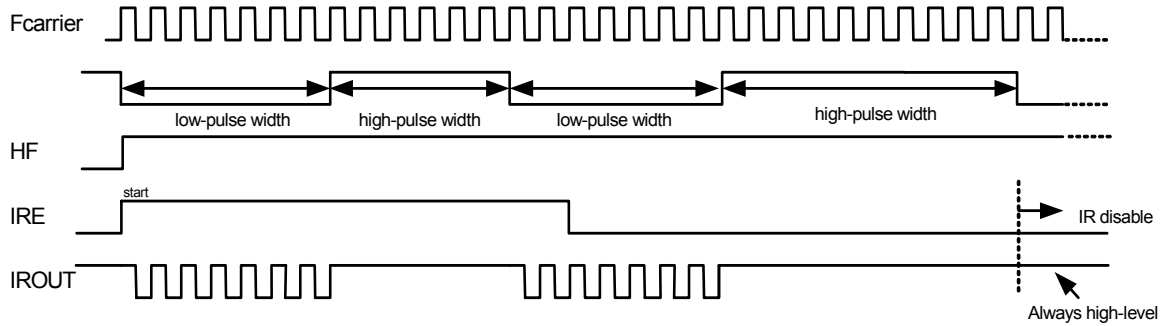 Fcarrier
low-pulse width
high-pulse width
low-pulse width
high-pulse width
HF
start
IRE
IR disable
IROUT
Always high-level